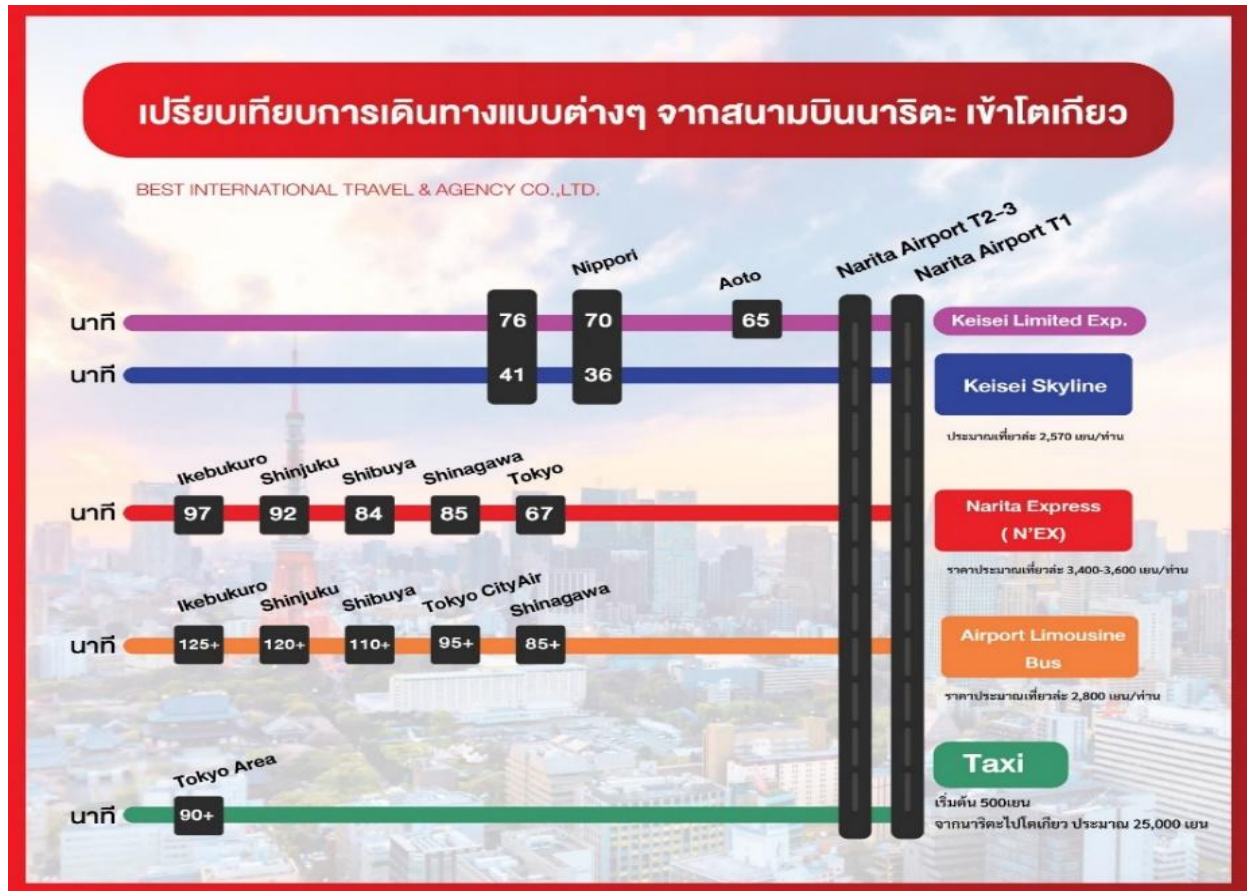 เปรียบเทียบการเดินทางแบบต่างๆ จากสนามบินนาริตะ เข้าโตเกียว
BEST INTERNATIONAL TRAVEL & AGENCY CO.,LTD.
Nippori
Aoto
Narita Airport T2-3
Narita Airport T1
นาที
76
70
65
Keisei Limited Exp.
นาที
41
36
Keisei Skyline
ประมาณเที่ยวล่ะ 2,570 เยน/ท่าน
Ikebukuro
Shinjuku
Shibuya
Shinagawa
Tokyo
นาที
97
92
84
85
67
Narita Express
( N'EX)
ราคาประมาณเที่ยวล่ะ 3,400-3,600 เยน/ท่าน
Ikebukuro
Shinjuku
Shibuya
Tokyo CityAir
Shinagawa
นาที
125+
120+
110+
95+
85+
Airport Limousine
Bus
ราคาประมาณเที่ยวล่ะ 2,800 เยน/ท่าน
Tokyo Area
นาที
90+
Taxi
เริ่มต้น 500เยน
จากนาริตะไปโตเกียว ประมาณ 25,000 เยน